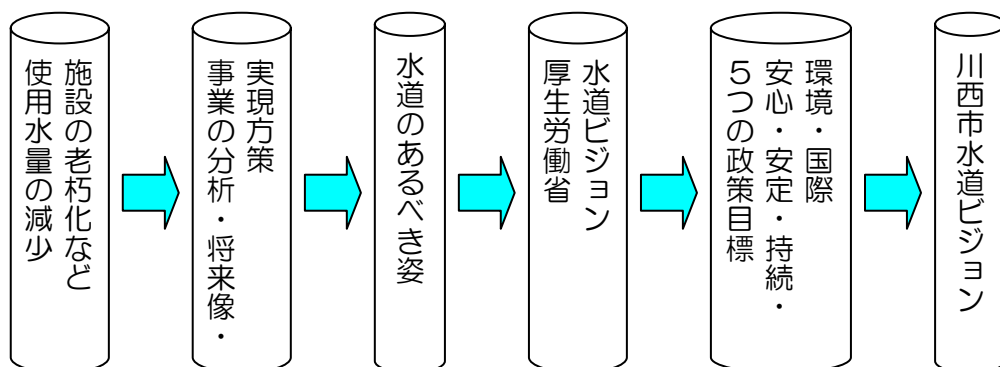 使用水量の減少
施設の老朽化など
事業の分析・将来像・
実現方策
水道のあるべき姿
厚生労働省
水道ビジョン
5つの政策目標
安心・安定・持続・
環境・国際
川西市水道ビジョン